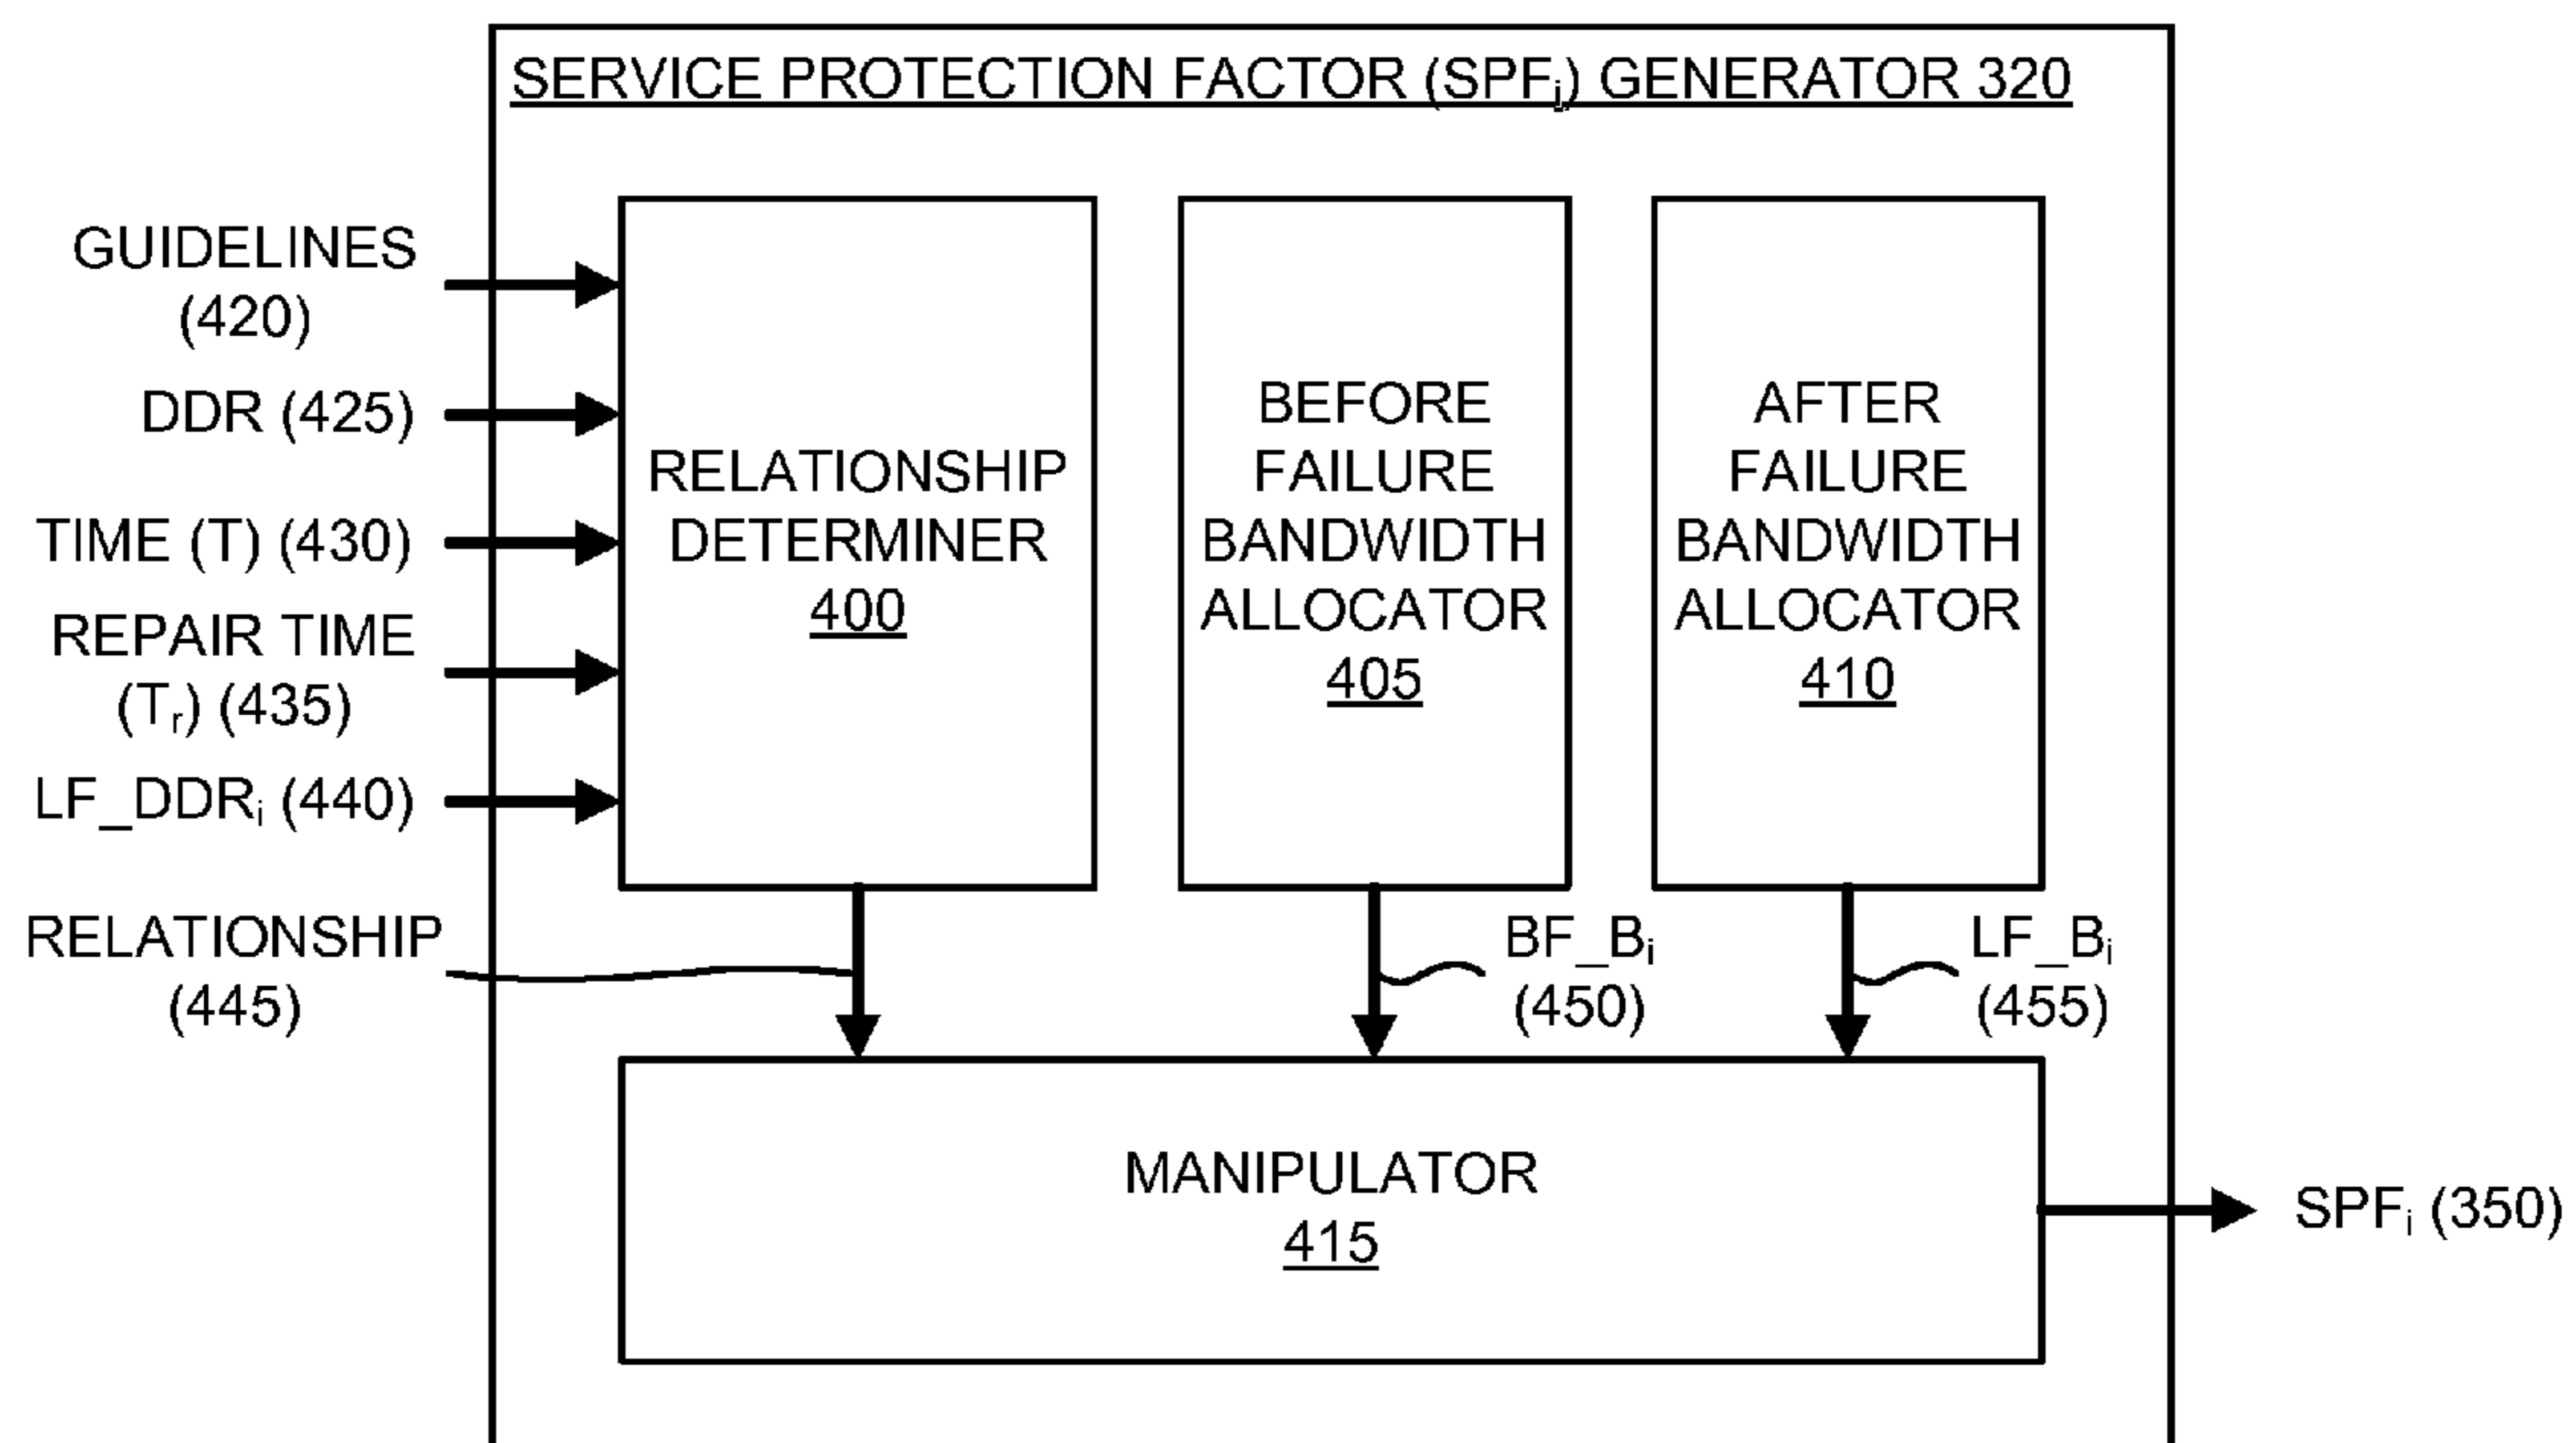 SERVICE PROTECTION FACTOR (SPFi) GENERATOR 320
GUIDELINES
(420)
DDR (425)
TIME (T) (430)
REPAIR TIME
(Tr) (435)
LF_DDRi (440)
RELATIONSHIP
DETERMINER
400
BEFORE
FAILURE
BANDWIDTH
ALLOCATOR
405
AFTER
FAILURE
BANDWIDTH
ALLOCATOR
410
RELATIONSHIP
(445)
BF_Bi
(450)
LF_Bi
(455)
MANIPULATOR
415
SPFi (350)